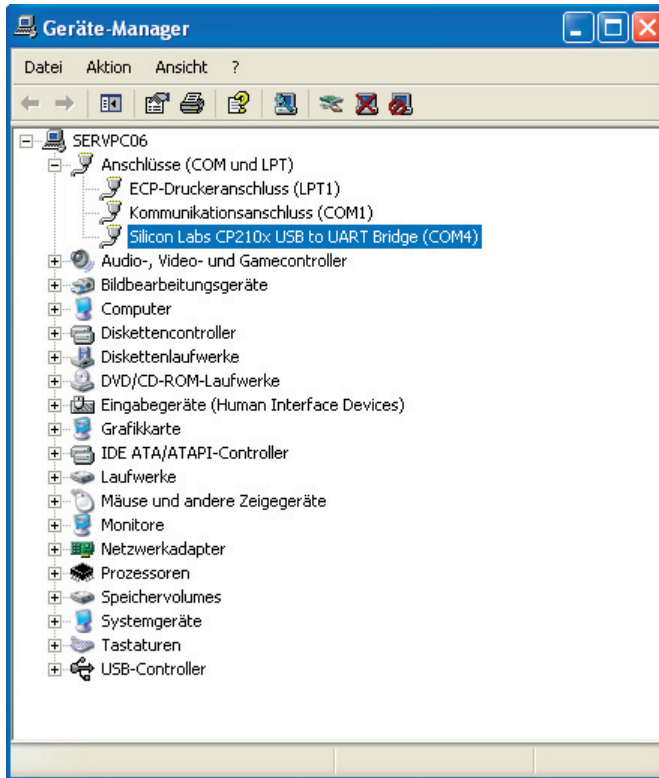 Geräte-Manager
Datei Aktion Ansicht ?
SERVPC06
Anschlüsse (COM und LPT)
ECP-Druckeranschluss (LPT1)
Kommunikationsanschluss (COM1)
Silicon Labs CP210x USB to UART Bridge (COM4)
Audio-, Video- und Gamecontroller
Bildbearbeitungsgeräte
Computer
Diskettencontroller
Diskettenlaufwerke
DVD/CD-ROM-Laufwerke
Eingabegeräte (Human Interface Devices)
Grafikkarte
IDE ATA/ATAPI-Controller
Laufwerke
Mäuse und andere Zeigegeräte
Monitore
Netzwerkadapter
Prozessoren
Speichervolumes
Systemgeräte
Tastaturen
USB-Controller